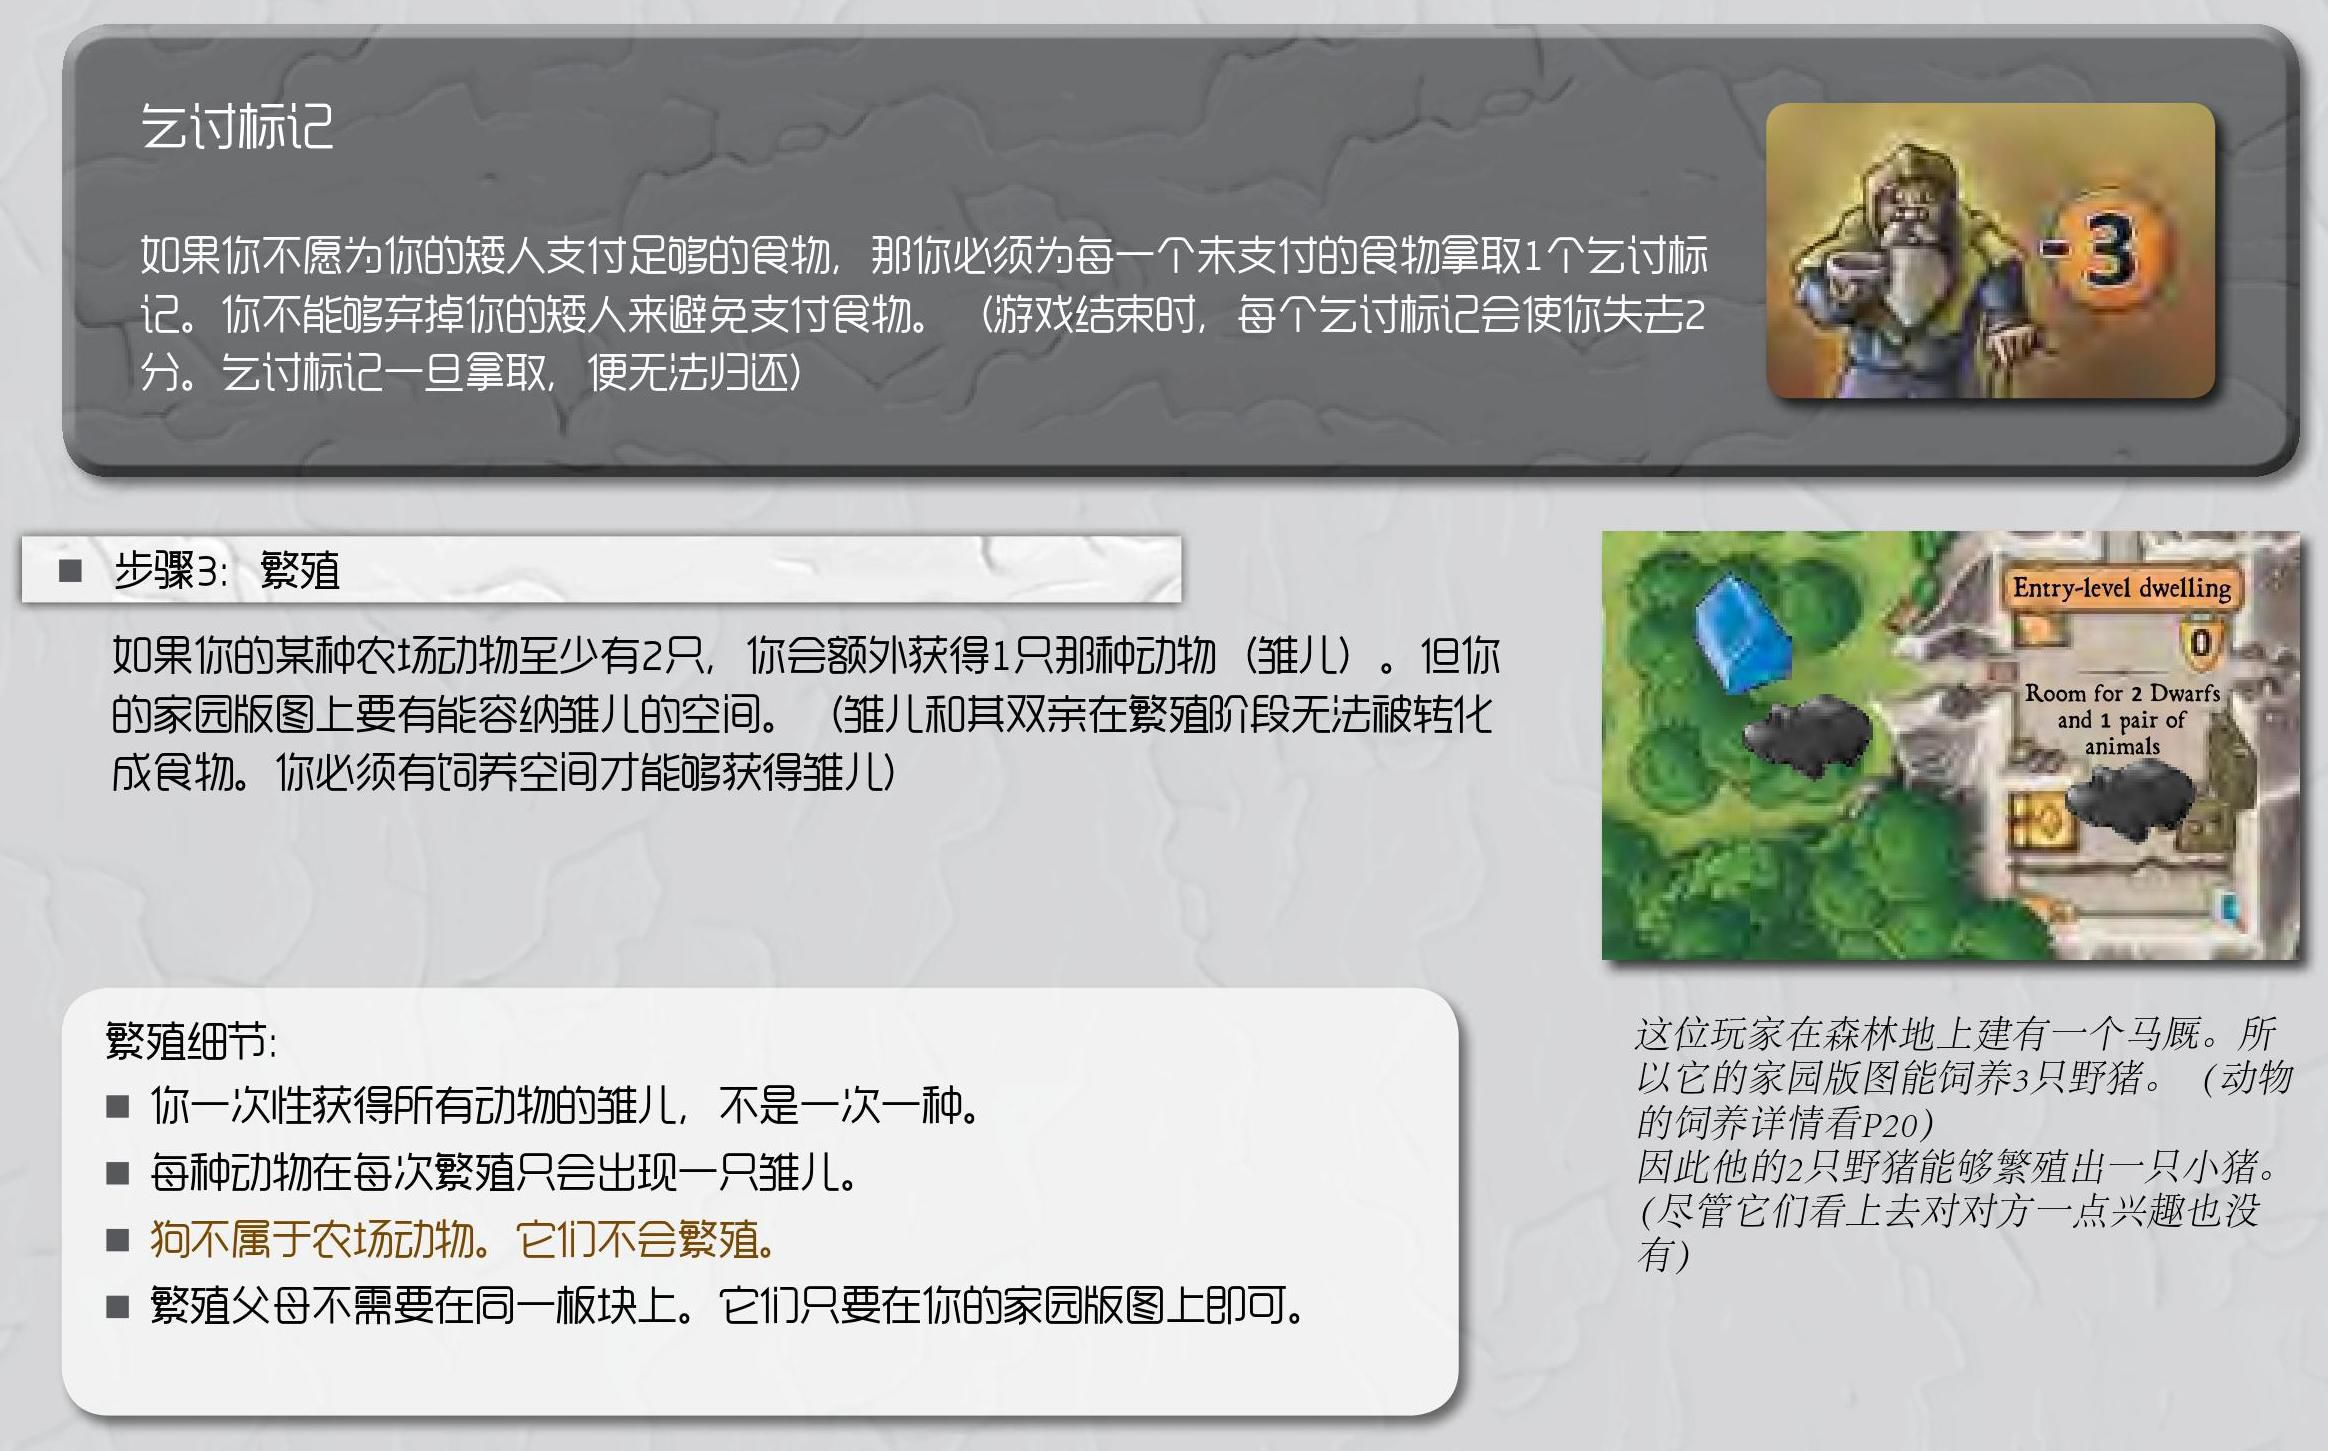 乞讨标记
如果你不愿为你的矮人支付足够的食物，那你必须为每一个未支付的食物拿取1个乞讨标
记。你不能够弃掉你的矮人来避免支付食物。（游戏结束时，每个乞讨标记会使你失去2
分。乞讨标记一旦拿取，便无法归还）
-3
■ 步骤3：繁殖
如果你的某种农场动物至少有2只，你会额外获得1只那种动物（雏儿）。但你
的家园版图上要有能容纳雏儿的空间。（雏儿和其双亲在繁殖阶段无法被转化
成食物。你必须有饲养空间才能够获得雏儿）
Entry-level dwelling
0
Room for 2 Dwarfs
and 1 pair of
animals
繁殖细节：
■ 你一次性获得所有动物的雏儿，不是一次一种。
■ 每种动物在每次繁殖只会出现一只雏儿。
■ 狗不属于农场动物。它们不会繁殖。
■ 繁殖父母不需要在同一板块上。它们只要在你的家园版图上即可。
这位玩家在森林地上建有一个马厩。所
以它的家园版图能饲养3只野猪。（动物
的饲养详情看P20）
因此他的2只野猪能够繁殖出一只小猪。
（尽管它们看上去对对方一点兴趣也没
有）